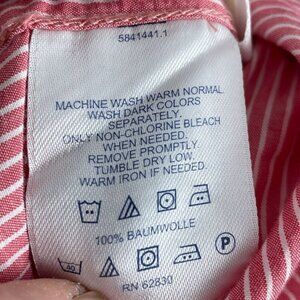 5841441.1
MACHINE WASH WARM NORMAL.
WASH DARK COLORS
SEPARATELY.
ONLY NON-CHLORINE BLEACH
WHEN NEEDED.
REMOVE PROMPTLY.
TUMBLE DRY LOW.
WARM IRON IF NEEDED.
100% BAUMWOLLE
40
P
RN 62830